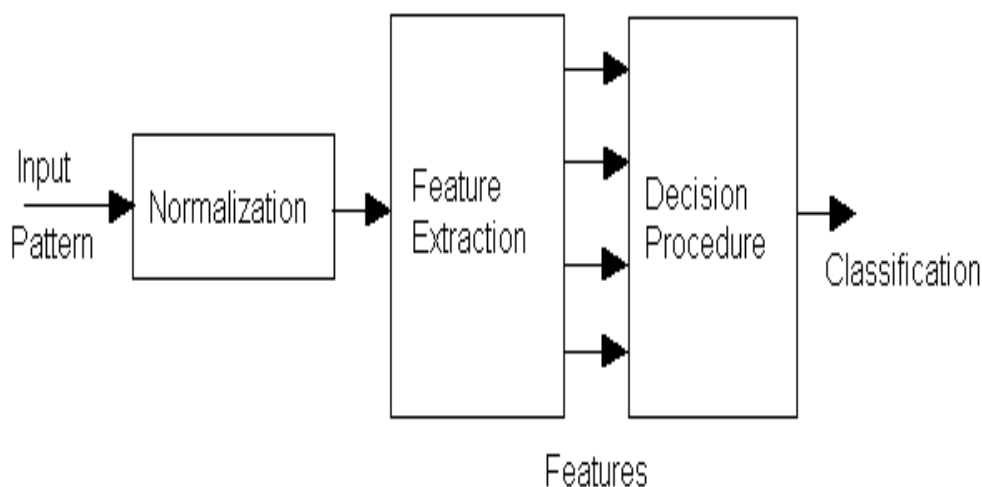 Input
Pattern
Normalization
Feature
Extraction
Decision
Procedure
Classification
Features